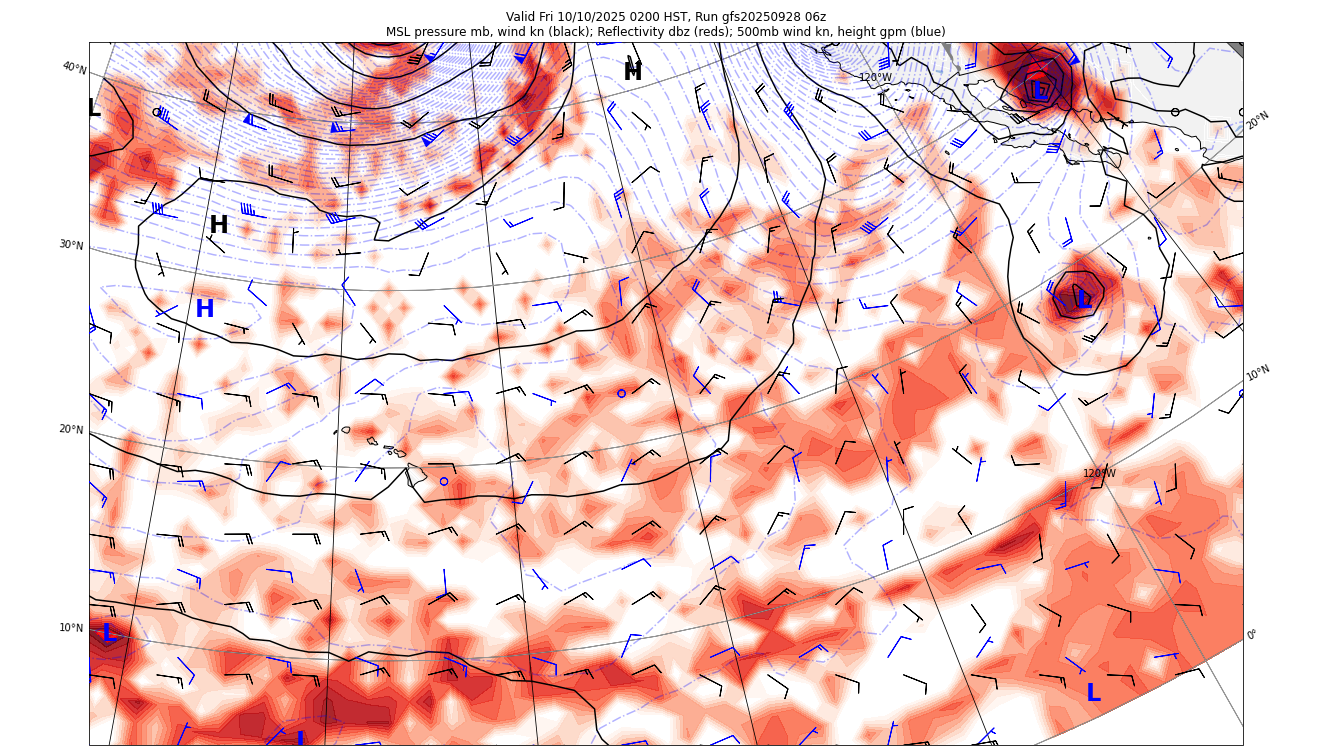 Valid Fri 10/10/2025 0200 HST, Run gfs20250928 06z
MSL pressure mb, wind kn (black); Reflectivity dbz (reds); 500mb wind kn, height gpm (blue)
40°N
H
120°W
L
L
20°N
30°N
H
H
L
10°N
20°N
120°W
10°N
L
0°
L
L